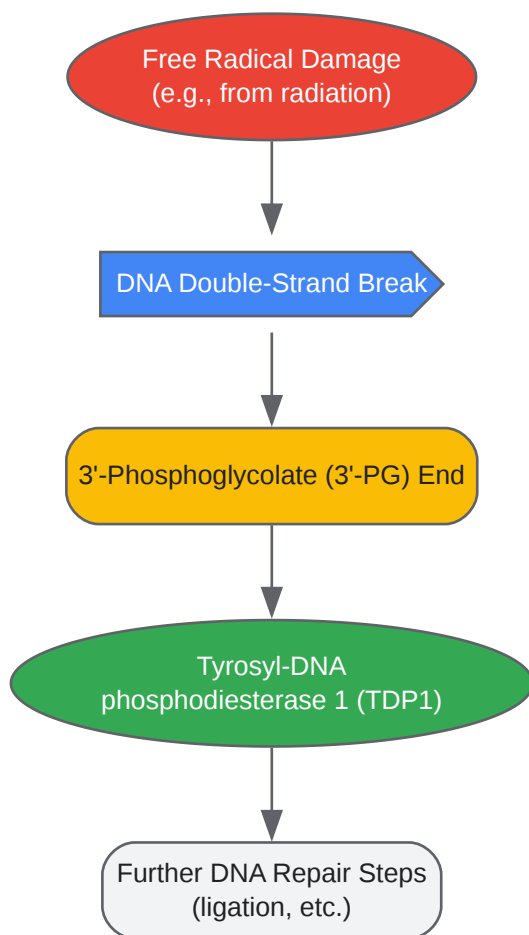 Free Radical Damage
(e.g., from radiation)
DNA Double-Strand Break
3'-Phosphoglycolate (3'-PG) End
Tyrosyl-DNA
phosphodiesterase 1 (TDP1)
Further DNA Repair Steps
(ligation, etc.)